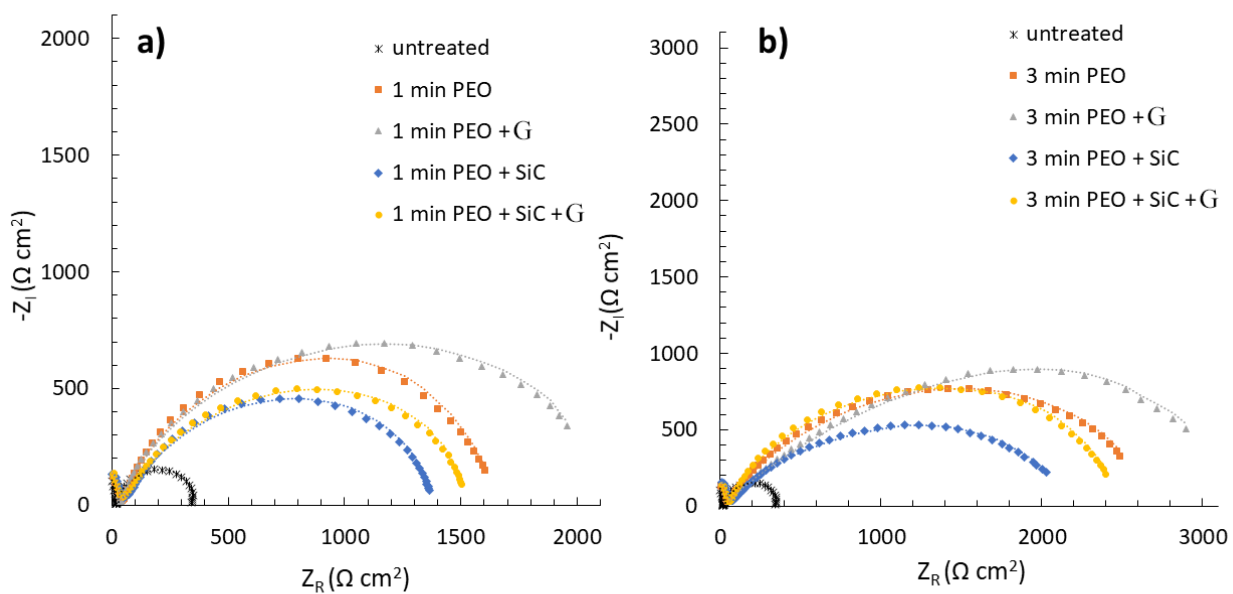 a)
2000
1500
1000
500
0
-Z_I (Ω cm²)
untreated
1 min PEO
1 min PEO + G
1 min PEO + SiC
1 min PEO + SiC + G
0 500 1000 1500 2000
Z_R (Ω cm²)
b)
3000
2500
2000
1500
1000
500
0
-Z_I (Ω cm²)
untreated
3 min PEO
3 min PEO + G
3 min PEO + SiC
3 min PEO + SiC + G
0 1000 2000 3000
Z_R (Ω cm²)